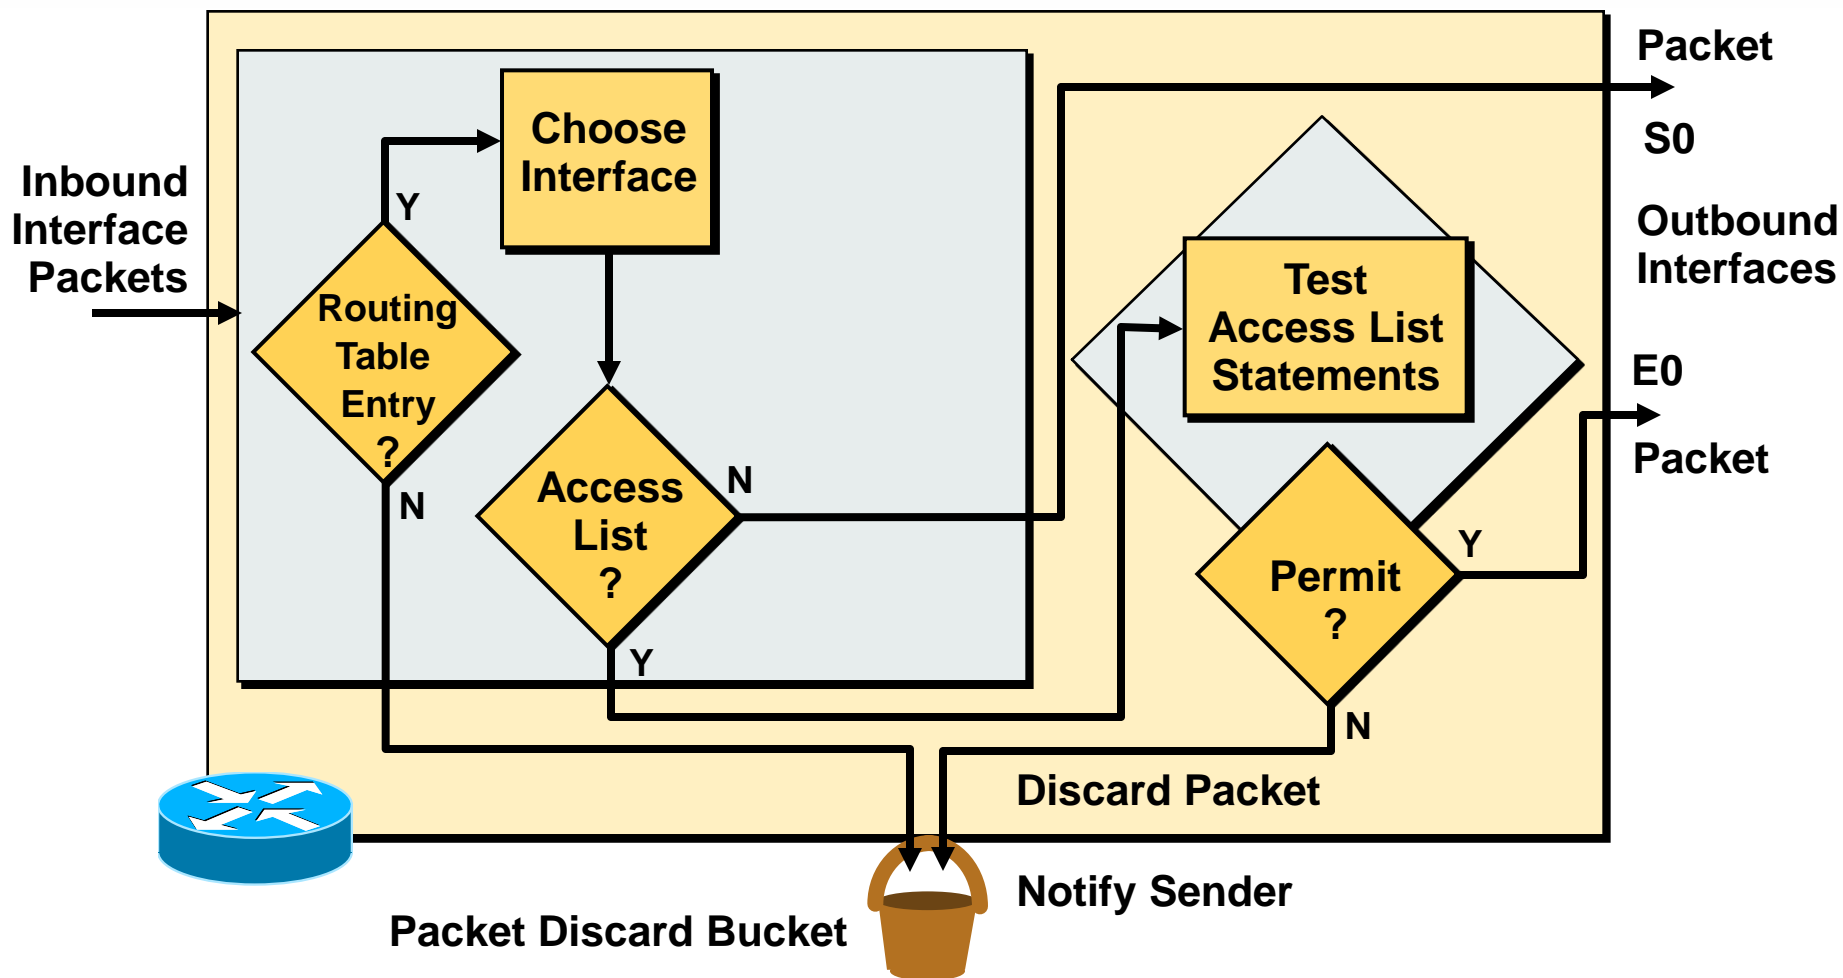 Inbound
Interface
Packets
Choose
Interface
Y
Routing
Table
Entry
?
N
Access
List
?
N
Y
Test
Access List
Statements
Permit
?
Y
N
Packet
S0
Outbound
Interfaces
E0
Packet
Discard Packet
Notify Sender
Packet Discard Bucket